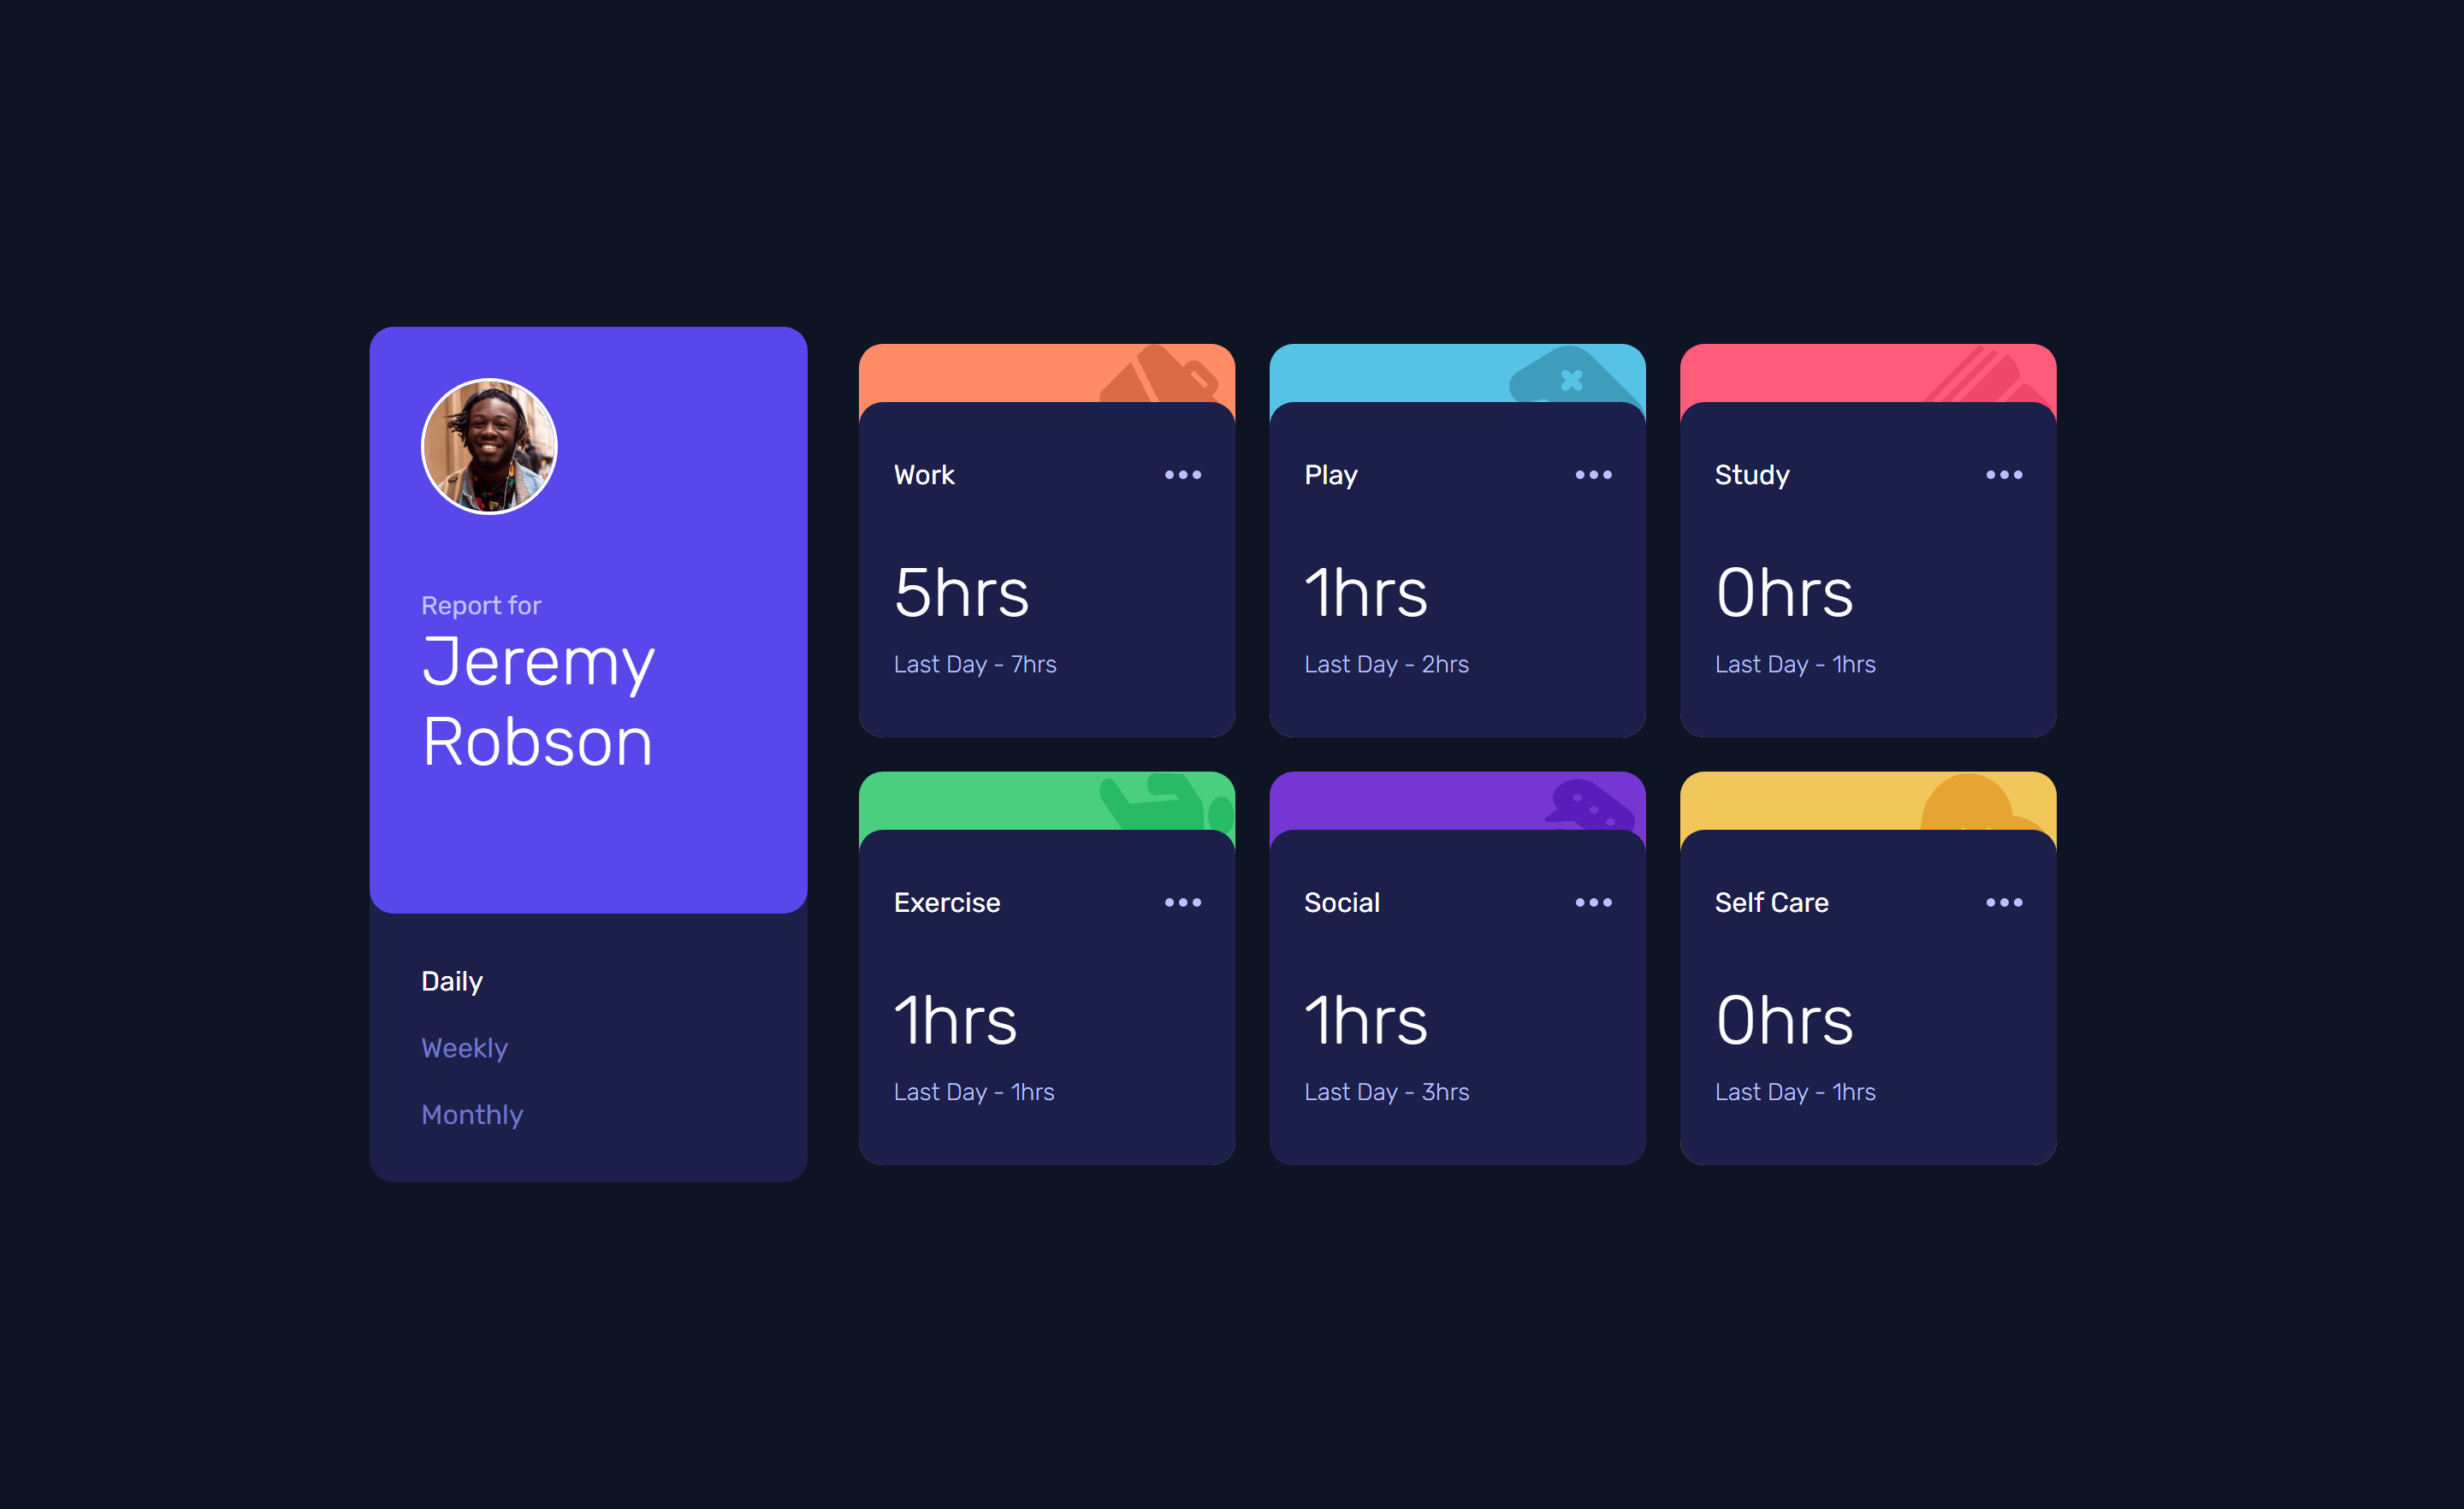 Report for
Jeremy
Robson
Daily
Weekly
Monthly
Work
5hrs
Last Day - 7hrs
Play
1hrs
Last Day - 2hrs
Study
0hrs
Last Day - 1hrs
Exercise
1hrs
Last Day - 1hrs
Social
1hrs
Last Day - 3hrs
Self Care
0hrs
Last Day - 1hrs